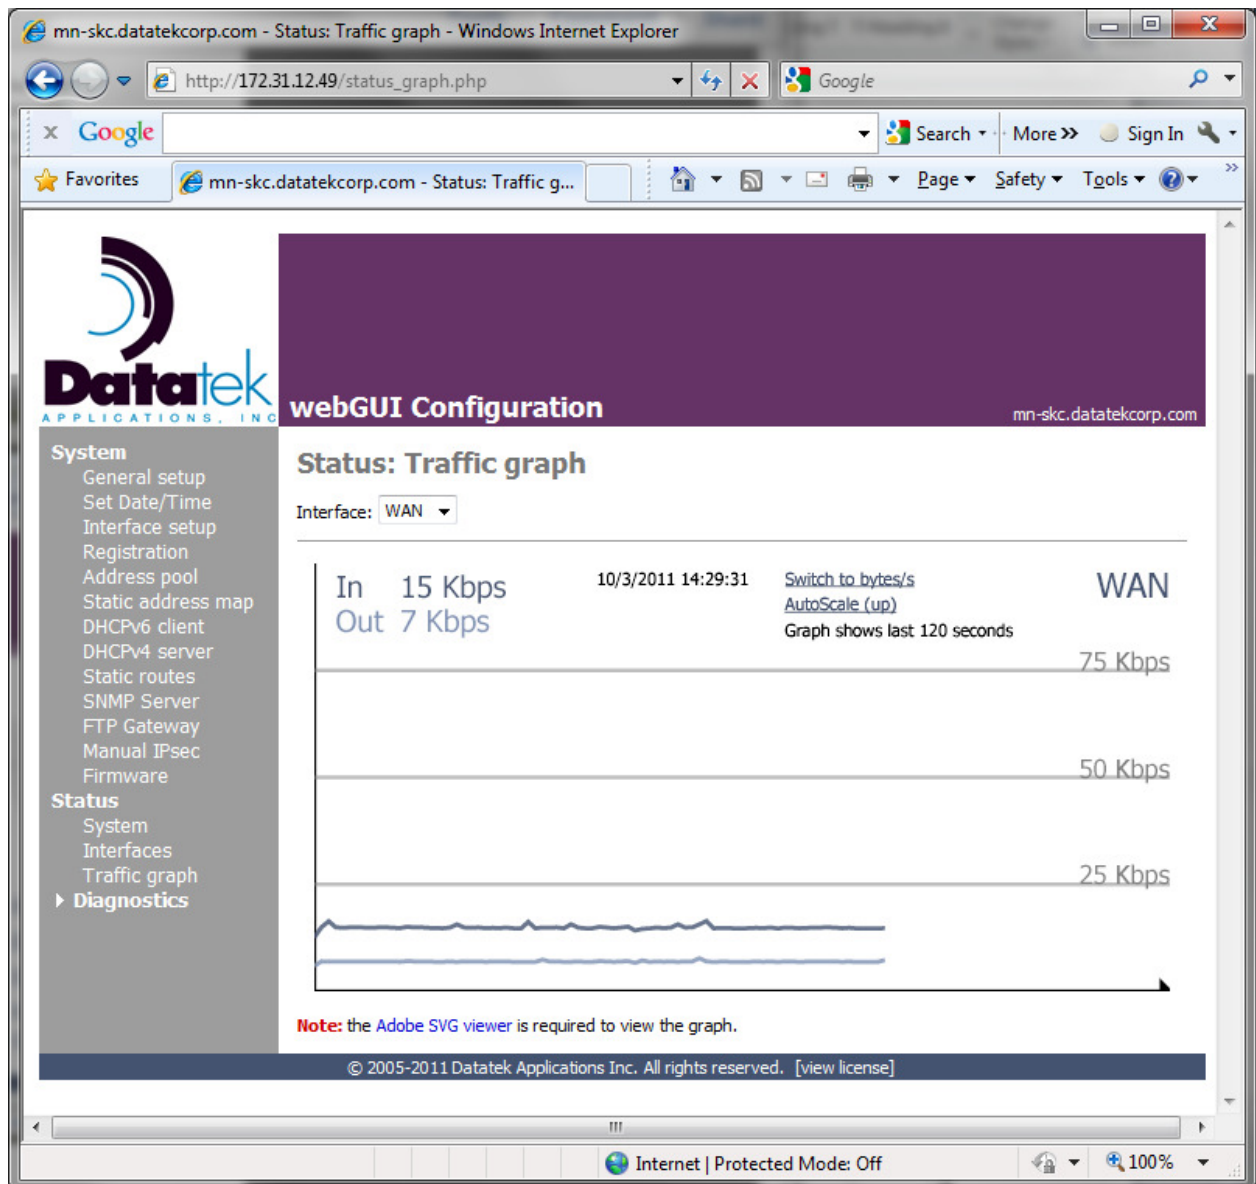 mn-skc.datatekcorp.com - Status: Traffic graph - Windows Internet Explorer
http://172.31.12.49/status_graph.php
Google
x Google
Search
More >>
Sign In
Favorites
mn-skc.datatekcorp.com - Status: Traffic g...
Page
Safety
Tools
Datatek
APPLICATIONS, INC
webGUI Configuration
mn-skc.datatekcorp.com
System
General setup
Set Date/Time
Interface setup
Registration
Address pool
Static address map
DHCPv6 client
DHCPv4 server
Static routes
SNMP Server
FTP Gateway
Manual IPsec
Firmware
Status
System
Interfaces
Traffic graph
Diagnostics
Status: Traffic graph
Interface: WAN
In 15 Kbps
Out 7 Kbps
10/3/2011 14:29:31
Switch to bytes/s
AutoScale (up)
Graph shows last 120 seconds
WAN
75 Kbps
50 Kbps
25 Kbps
Note: the Adobe SVG viewer is required to view the graph.
© 2005-2011 Datatek Applications Inc. All rights reserved. [view license]
Internet | Protected Mode: Off
100%